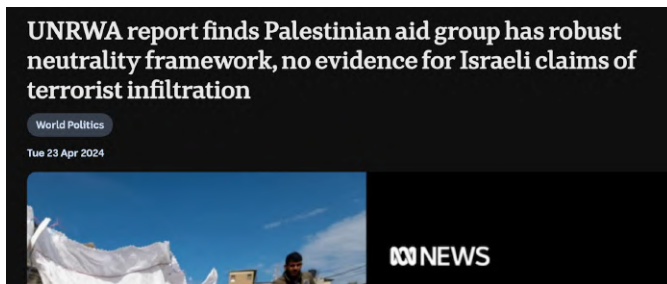 UNRWA report finds Palestinian aid group has robust
neutrality framework, no evidence for Israeli claims of
terrorist infiltration
World Politics
Tue 23 Apr 2024
NEWS